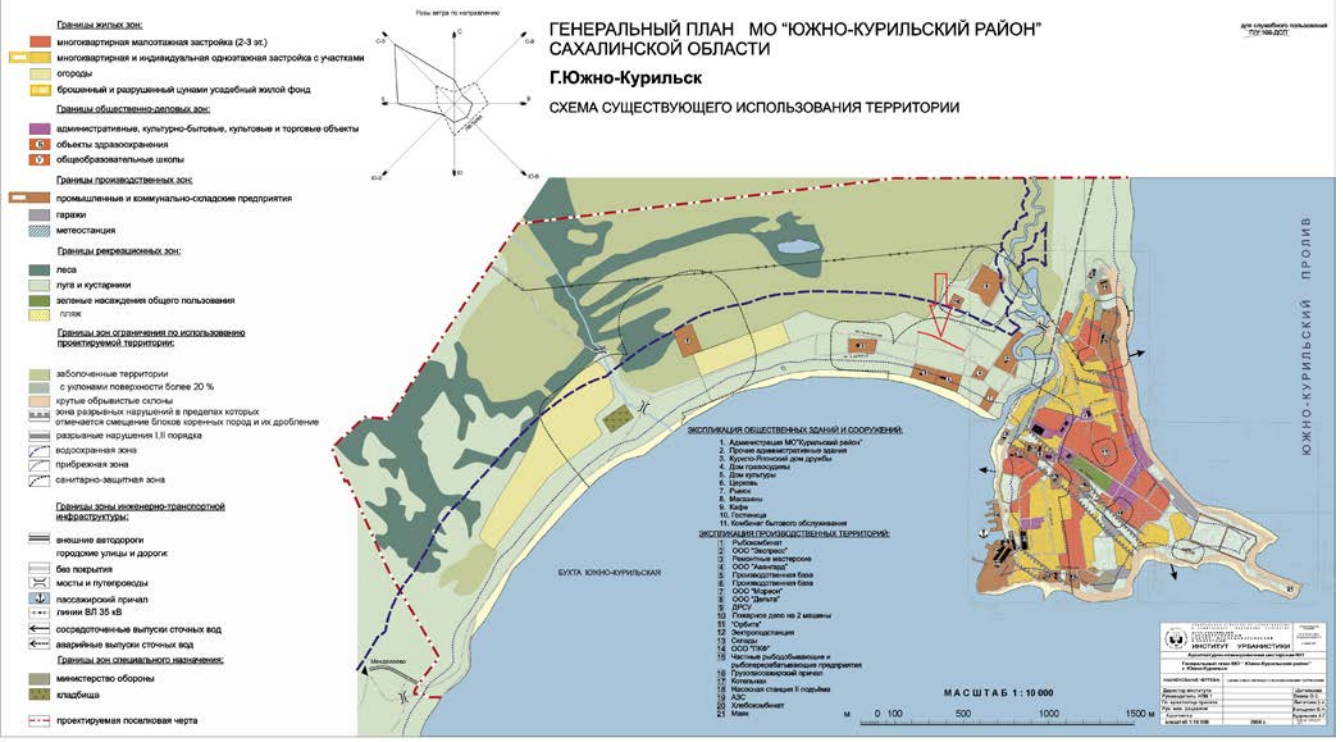 Границы жилых зон:
многоквартирная малоэтажная застройка (2-3 эт.)
многоквартирная и индивидуальная одноэтажная застройка с участками
огороды
брошенный и разрушенный цунами усадебный жилой фонд
Границы общественно-деловых зон:
административные, культурно-бытовые, культовые и торговые объекты
объекты здравоохранения
общеобразовательные школы
Границы производственных зон:
промышленные и коммунально-складские предприятия
гаражи
метеостанция
Границы рекреационных зон:
леса
луга и кустарники
зеленые насаждения общего пользования
пляж
Границы зон ограничения по использованию
проектируемой территории:
заболоченные территории
с уклонами поверхности более 20 %
крутые обрывистые склоны
зона разрывных нарушений в пределах которых
отмечается смещение блоков коренных пород и их дробление
разрывные нарушения I,II порядка
водоохранная зона
прибрежная зона
санитарно-защитная зона
Границы зоны инженерно-транспортной
инфраструктуры:
внешние автодороги
городские улицы и дороги:
без покрытия
мосты и путепроводы
пассажирский причал
линии ВЛ 35 кВ
сосредоточенные выпуски сточных вод
аварийные выпуски сточных вод
Границы зон специального назначения:
министерство обороны
кладбища
проектируемая поселковая черта
Розы ветра по направлению
С-З
С
С-В
З
В
Ю-З
Ю
Ю-В
ГЕНЕРАЛЬНЫЙ ПЛАН МО "ЮЖНО-КУРИЛЬСКИЙ РАЙОН"
САХАЛИНСКОЙ ОБЛАСТИ
Г.Южно-Курильск
СХЕМА СУЩЕСТВУЮЩЕГО ИСПОЛЬЗОВАНИЯ ТЕРРИТОРИИ
для служебного пользования
ЮЖНО-КУРИЛЬСКИЙ ПРОЛИВ
БУХТА ЮЖНО-КУРИЛЬСКАЯ
Менделеево
ЭКСПЛИКАЦИЯ ОБЩЕСТВЕННЫХ ЗДАНИЙ И СООРУЖЕНИЙ:
1. Администрация МО"Курильский район"
2. Прочие административные здания
3. Курило-Японский дом дружбы
4. Дом правосудия
5. Дом культуры
6. Церковь
7. Рынок
8. Магазины
9. Кафе
10. Гостиница
11. Комбинат бытового обслуживания
ЭКСПЛИКАЦИЯ ПРОИЗВОДСТВЕННЫХ ТЕРРИТОРИЙ:
1 Рыбокомбинат
2 ООО "Экспресс"
3 Ремонтные мастерские
4 ООО "Авангард"
5 Производственная база
6 Производственная база
7 ООО "Мореон"
8 ООО "Дельта"
9 ДРСУ
10 Пожарное депо на 2 машины
11 "Орбита"
12 Электроподстанция
13 Склады
14 ООО "ПКФ"
15 Частные рыбодобывающие и
рыбоперерабатывающие предприятия
16 Грузопассажирский причал
17 Котельная
18 Насосная станция II подъёма
19 АЗС
20 Хлебокомбинат
21 Маяк
МАСШТАБ 1 : 10 000
М 0 100 500 1000 1500 м
ИНСТИТУТ УРБАНИСТИКИ